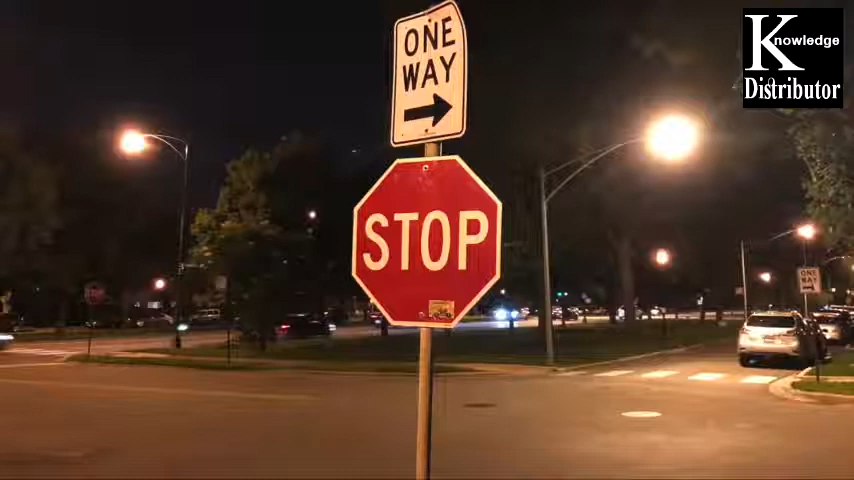 ONE
WAY
STOP
Knowledge
Distributor
ONE
WAY